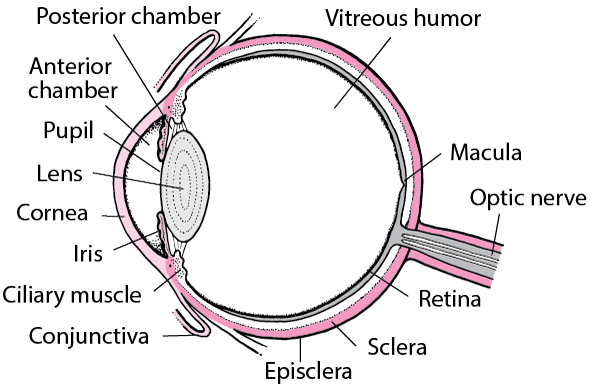 Posterior chamber
Vitreous humor
Anterior
chamber
Pupil
Lens
Cornea
Iris
Ciliary muscle
Conjunctiva
Macula
Optic nerve
Retina
Sclera
Episclera